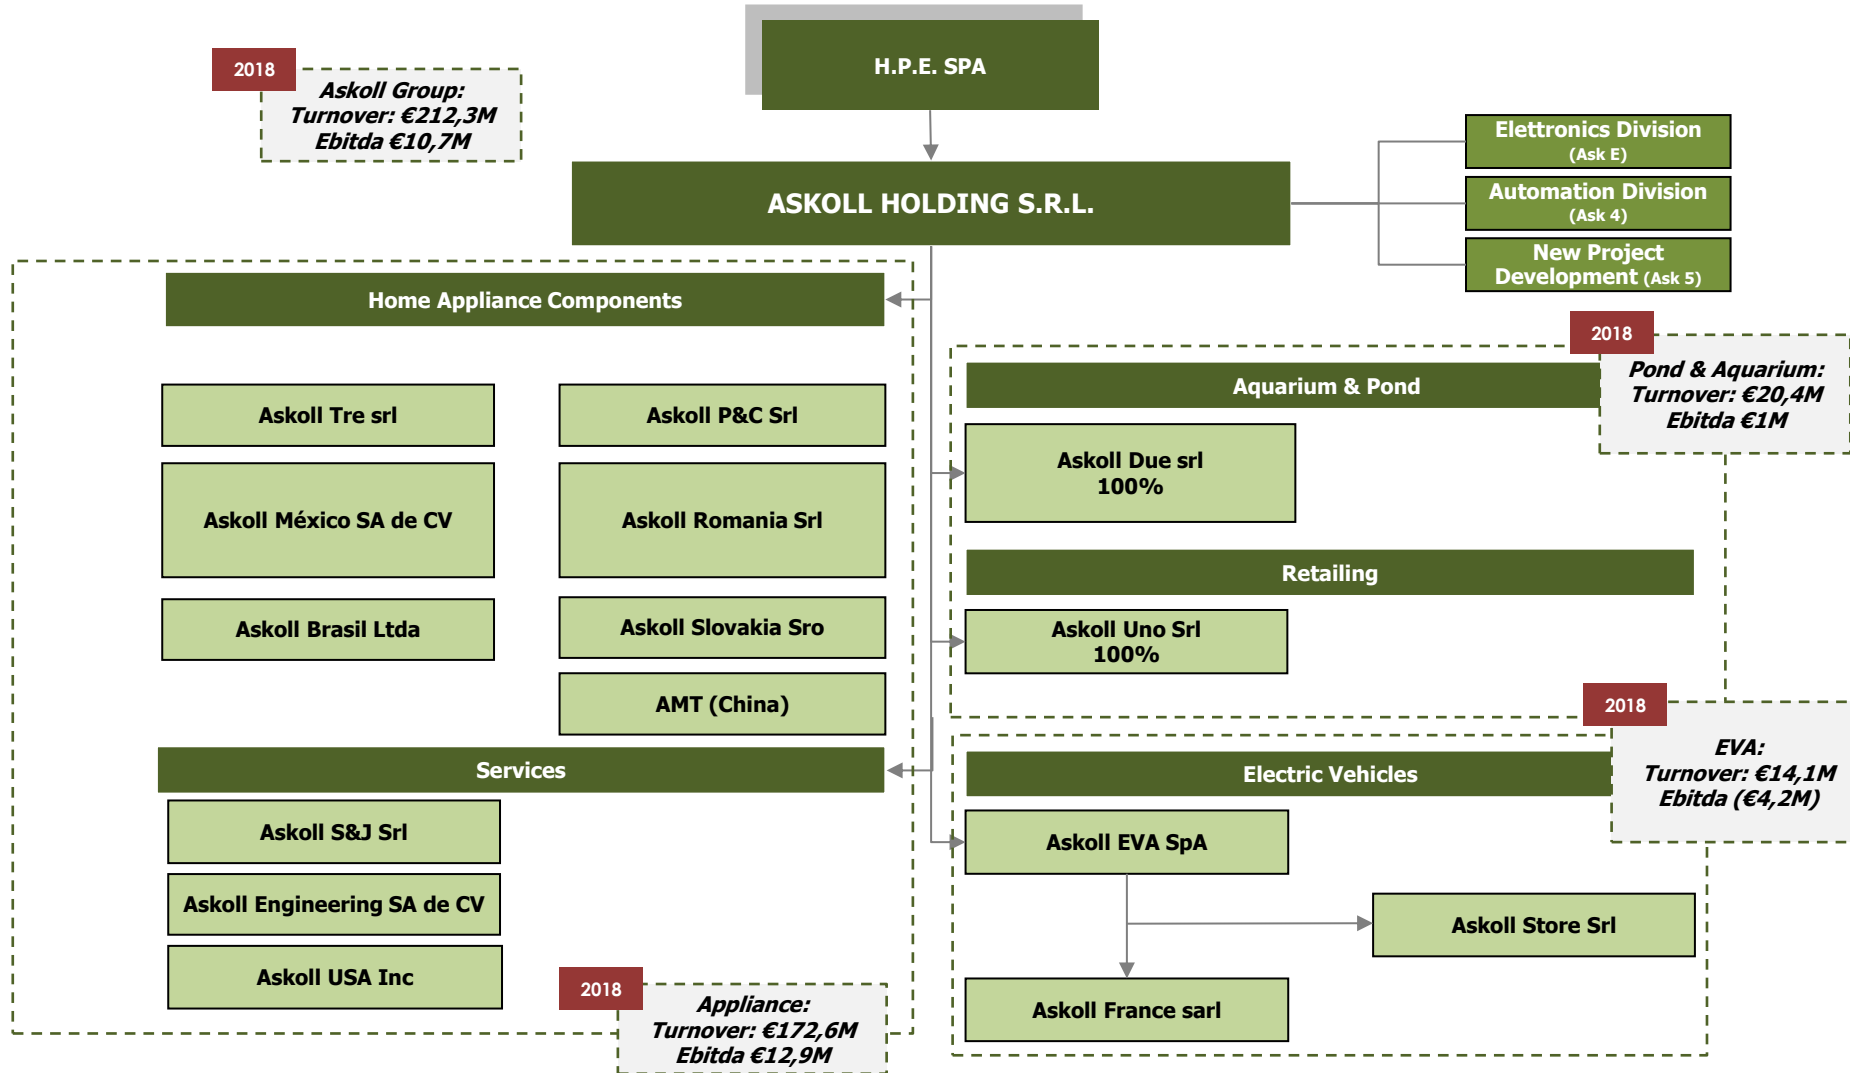 H.P.E. SPA
2018
Askoll Group:
Turnover: €212,3M
Ebitda €10,7M
ASKOLL HOLDING S.R.L.
Elettronics Division
(Ask E)
Automation Division
(Ask 4)
New Project
Development (Ask 5)
Home Appliance Components
Askoll Tre srl
Askoll P&C Srl
Askoll México SA de CV
Askoll Romania Srl
Askoll Brasil Ltda
Askoll Slovakia Sro
AMT (China)
Services
Askoll S&J Srl
Askoll Engineering SA de CV
Askoll USA Inc
2018
Appliance:
Turnover: €172,6M
Ebitda €12,9M
2018
Pond & Aquarium:
Turnover: €20,4M
Ebitda €1M
Aquarium & Pond
Askoll Due srl
100%
Retailing
Askoll Uno Srl
100%
2018
EVA:
Turnover: €14,1M
Ebitda (€4,2M)
Electric Vehicles
Askoll EVA SpA
Askoll Store Srl
Askoll France sarl